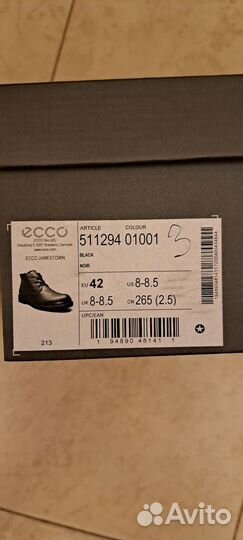 ecco
ECCO Sko A/S
Industrivej 5, 6261 Bredebro, Denmark
www.ecco.com
ECCO JAMESTOWN
213
ARTICLE COLOUR
511294 01001
3
BLACK
NOIR
EU 42 US 8-8.5
UK 8-8.5 CN 265 (2.5)
UPC/EAN
1 94890 48141 1
Avito